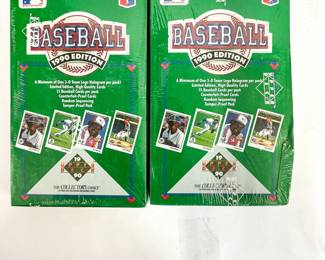 BASEBALL
1990 EDITION
A Minimum of One 3-D Team Logo Hologram per pack!
Limited Edition, High Quality Cards
15 Baseball Cards per pack
Counterfeit-Proof Cards
Random Sequencing
Tamper-Proof Pack
19 90
THE COLLECTOR'S CHOICE
BASEBALL
1990 EDITION
A Minimum of One 3-D Team Logo Hologram per pack!
Limited Edition, High Quality Cards
15 Baseball Cards per pack
Counterfeit-Proof Cards
Random Sequencing
Tamper-Proof Pack
19 90
THE COLLECTOR'S CHOICE